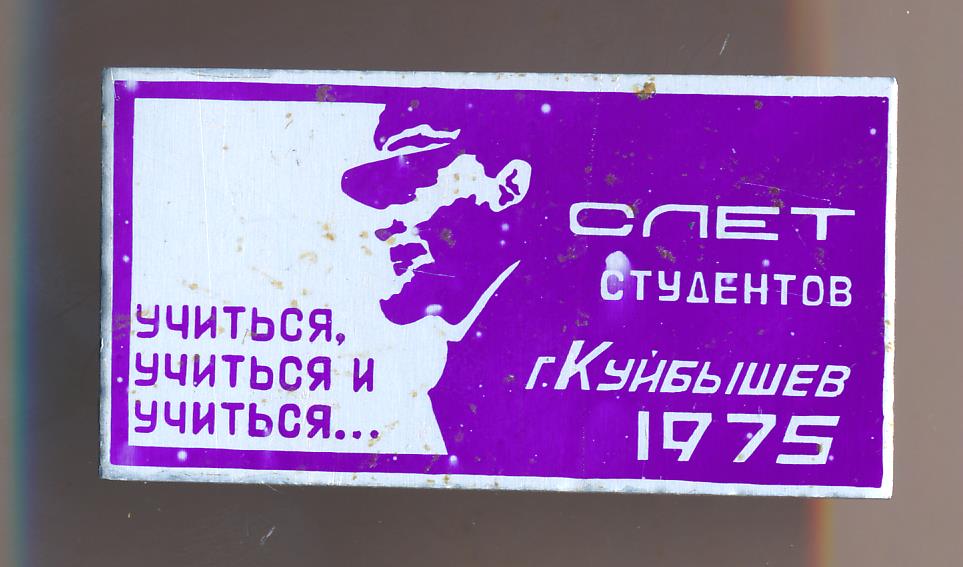 УЧИТЬСЯ,
УЧИТЬСЯ И
УЧИТЬСЯ...
СЛЕТ
СТУДЕНТОВ
г. КУЙБЫШЕВ
1975